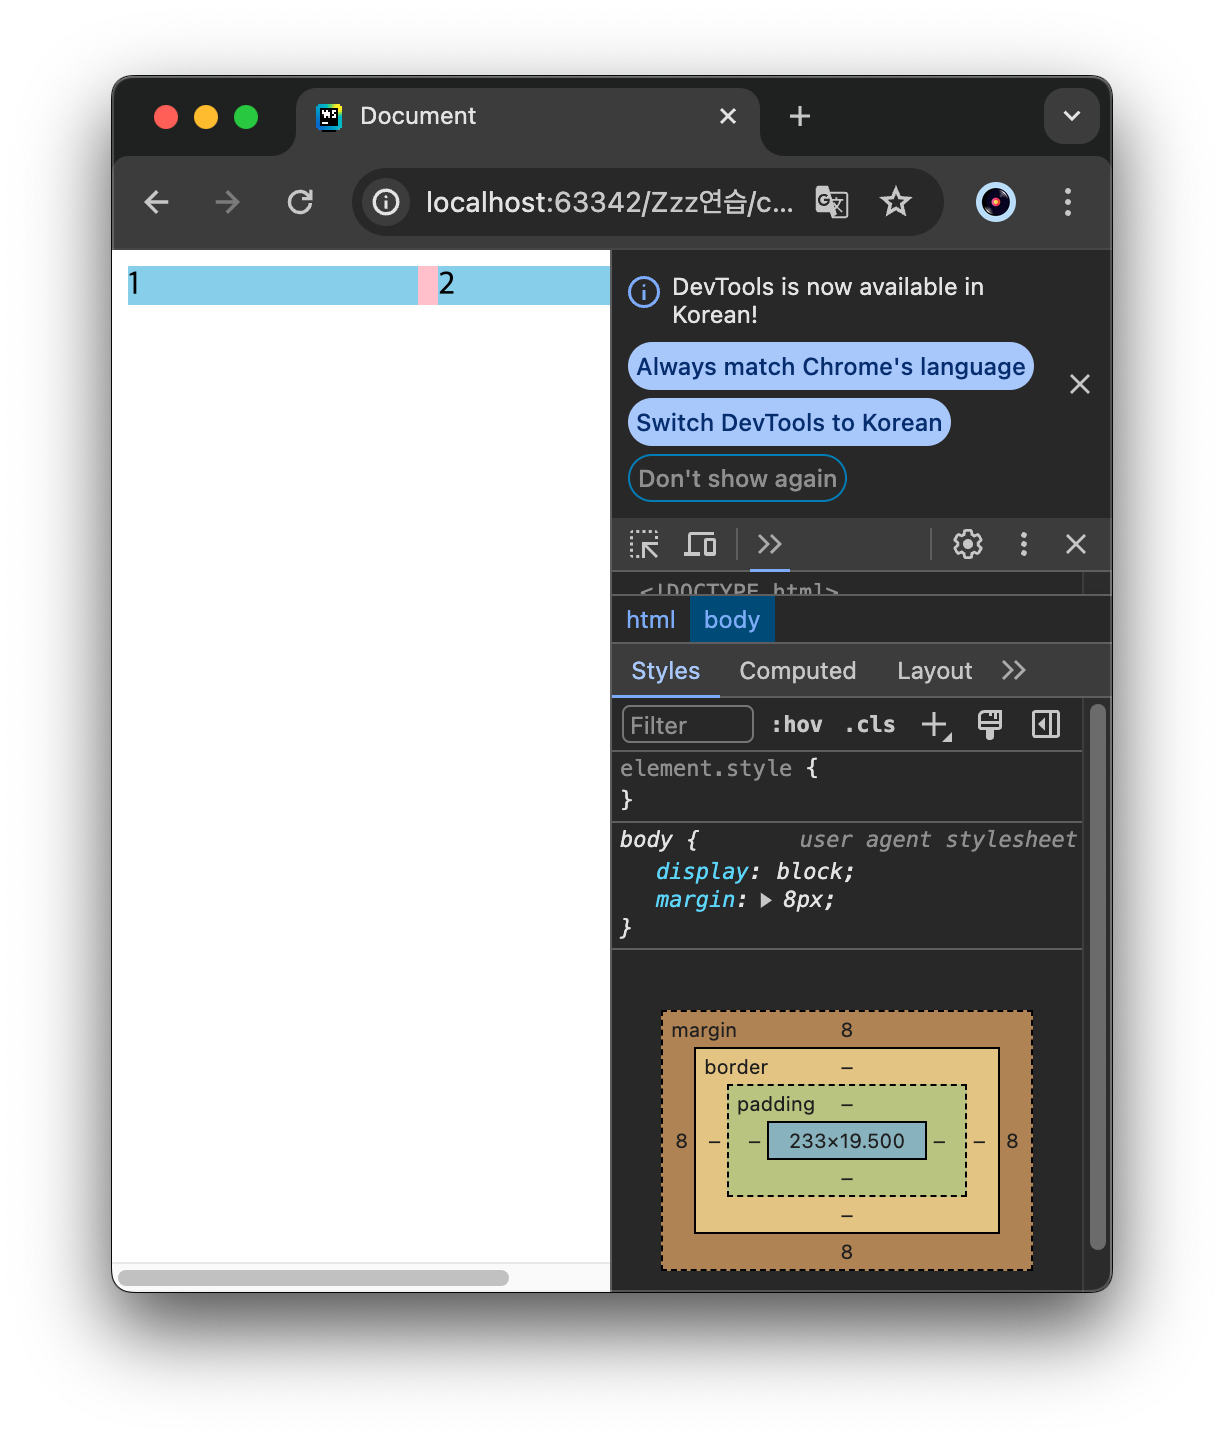 Document
localhost:63342/Zzz연습/c...
1 2
DevTools is now available in
Korean!
Always match Chrome's language
Switch DevTools to Korean
Don't show again
<!DOCTYPE html>
html body
Styles Computed Layout
Filter :hov .cls
element.style {
}
body { user agent stylesheet
display: block;
margin: 8px;
}
margin 8
border –
padding –
8 – – 233×19.500 – – 8
–
–
8